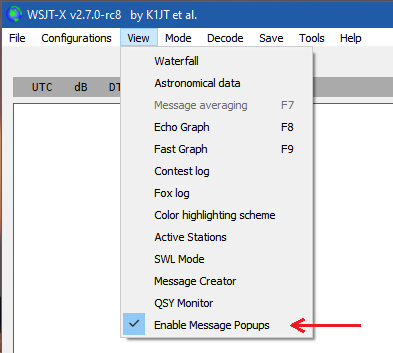 WSJT-X v2.7.0-rc8 by K1JT et al.
File Configurations View Mode Decode Save Tools Help
UTC dB
Waterfall
Astronomical data
Message averaging F7
Echo Graph F8
Fast Graph F9
Contest log
Fox log
Color highlighting scheme
Active Stations
SWL Mode
Message Creator
QSY Monitor
Enable Message Popups